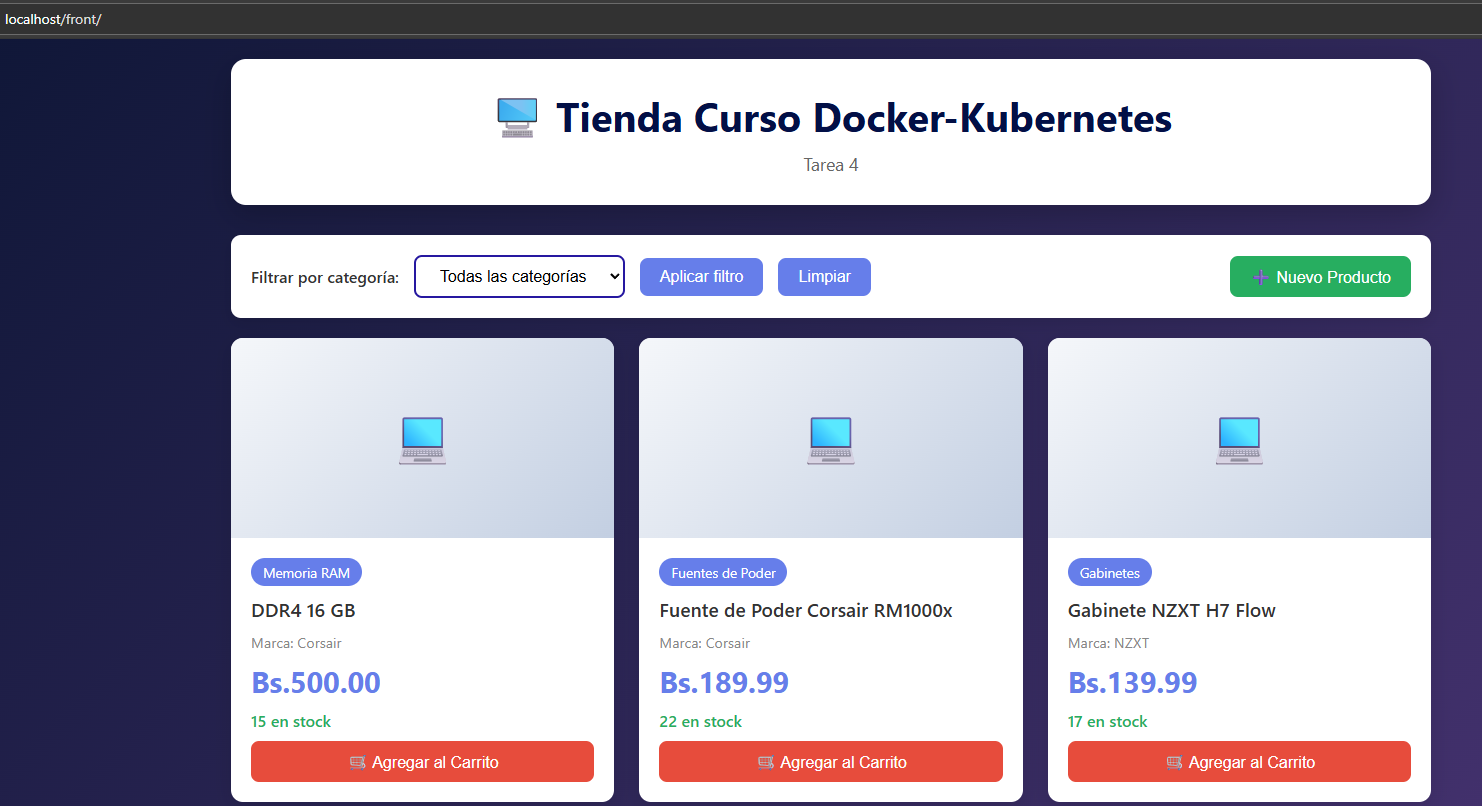 localhost/front/
Tienda Curso Docker-Kubernetes
Tarea 4
Filtrar por categoría:
Todas las categorías
Aplicar filtro
Limpiar
Nuevo Producto
Memoria RAM
DDR4 16 GB
Marca: Corsair
Bs.500.00
15 en stock
Agregar al Carrito
Fuentes de Poder
Fuente de Poder Corsair RM1000x
Marca: Corsair
Bs.189.99
22 en stock
Agregar al Carrito
Gabinetes
Gabinete NZXT H7 Flow
Marca: NZXT
Bs.139.99
17 en stock
Agregar al Carrito